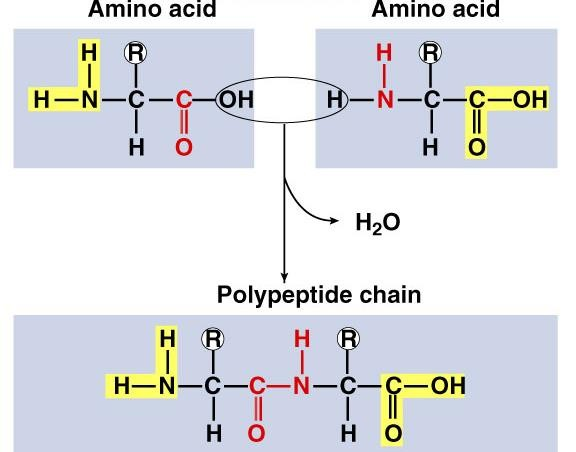 Amino acid Amino acid
H R H R
H—N—C—C—OH H—N—C—C—OH
H O H O
H₂O
Polypeptide chain
H R H R
H—N—C—C—N—C—C—OH
H O H O